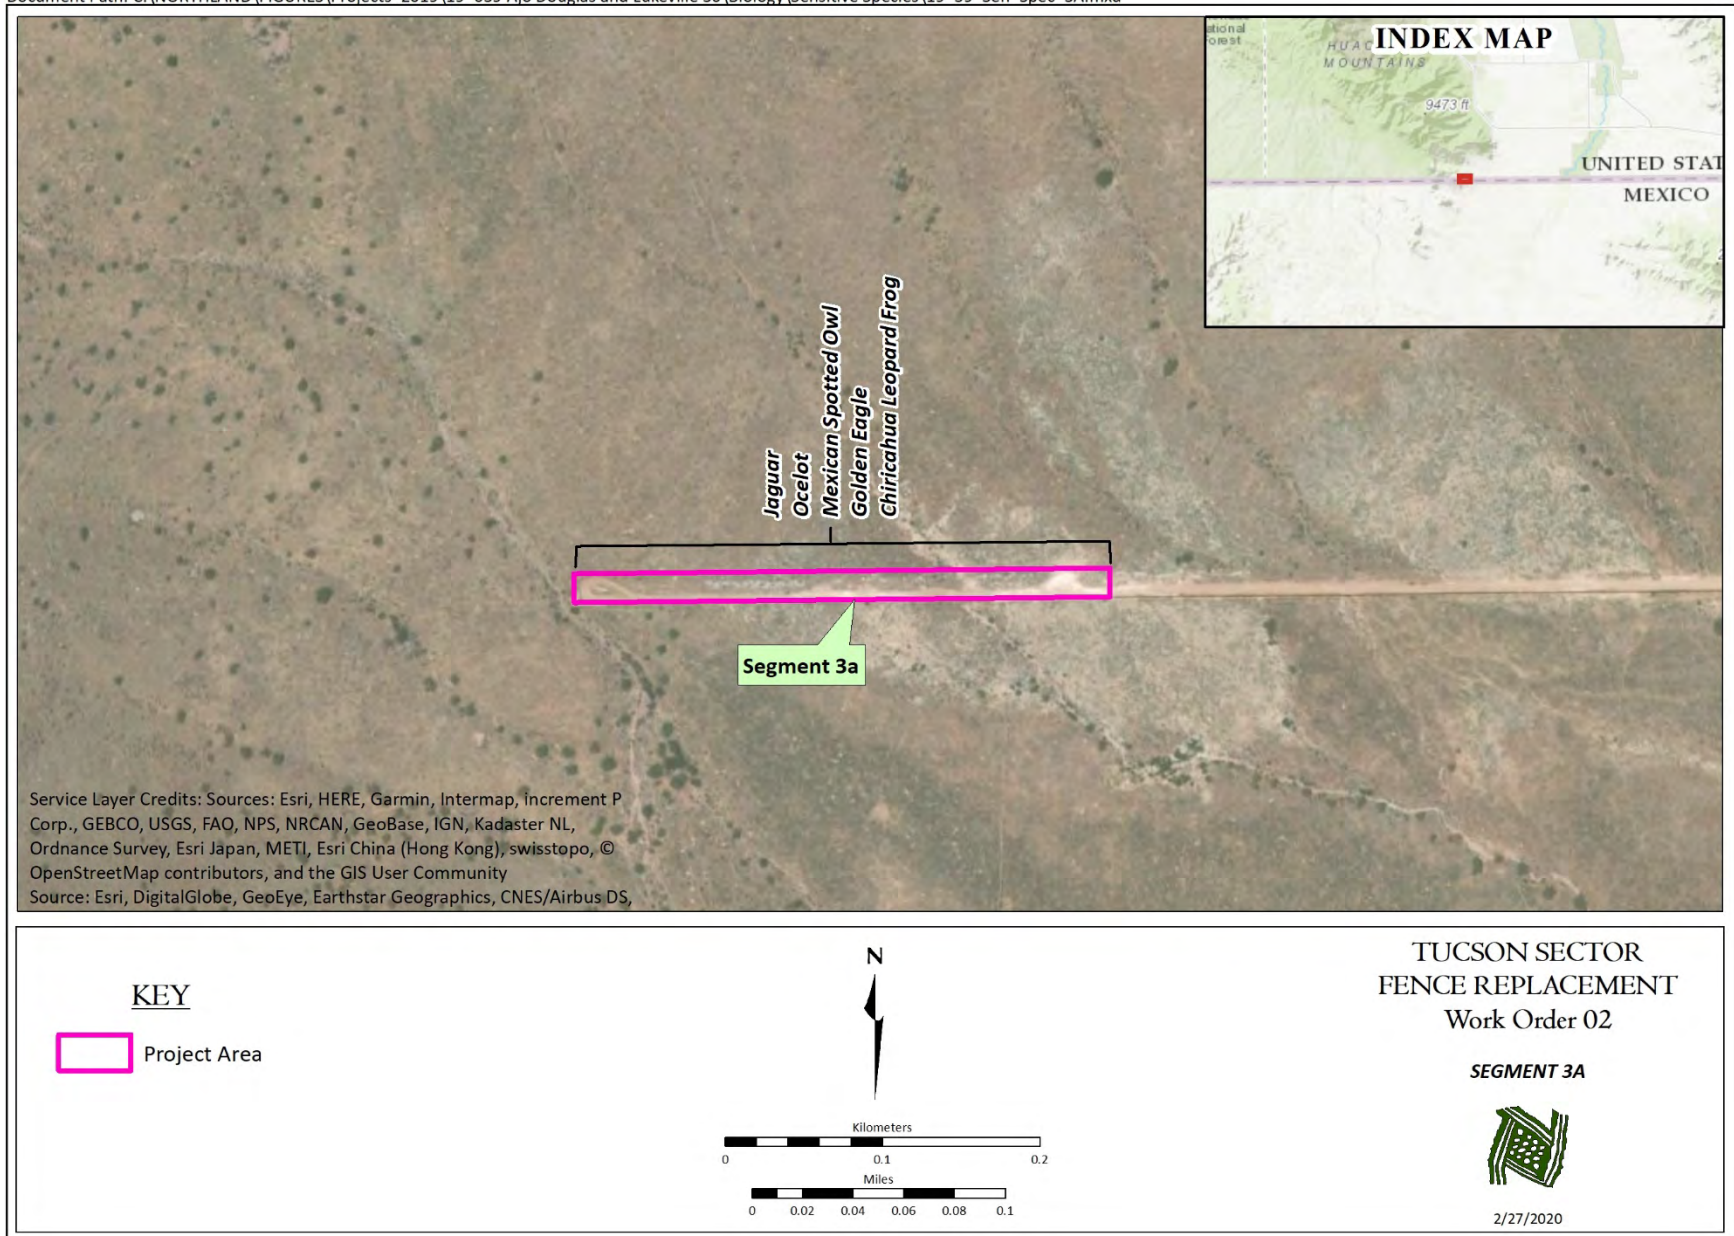 INDEX MAP
ational
orest
HUAC
MOUNTAINS
9473 ft
UNITED STAT
MEXICO
Jaguar
Ocelot
Mexican Spotted Owl
Golden Eagle
Chiricahua Leopard Frog
Segment 3a
Service Layer Credits: Sources: Esri, HERE, Garmin, Intermap, increment P
Corp., GEBCO, USGS, FAO, NPS, NRCAN, GeoBase, IGN, Kadaster NL,
Ordnance Survey, Esri Japan, METI, Esri China (Hong Kong), swisstopo, ©
OpenStreetMap contributors, and the GIS User Community
Source: Esri, DigitalGlobe, GeoEye, Earthstar Geographics, CNES/Airbus DS,
KEY
Project Area
N
Kilometers
0 0.1 0.2
Miles
0 0.02 0.04 0.06 0.08 0.1
TUCSON SECTOR
FENCE REPLACEMENT
Work Order 02
SEGMENT 3A
2/27/2020